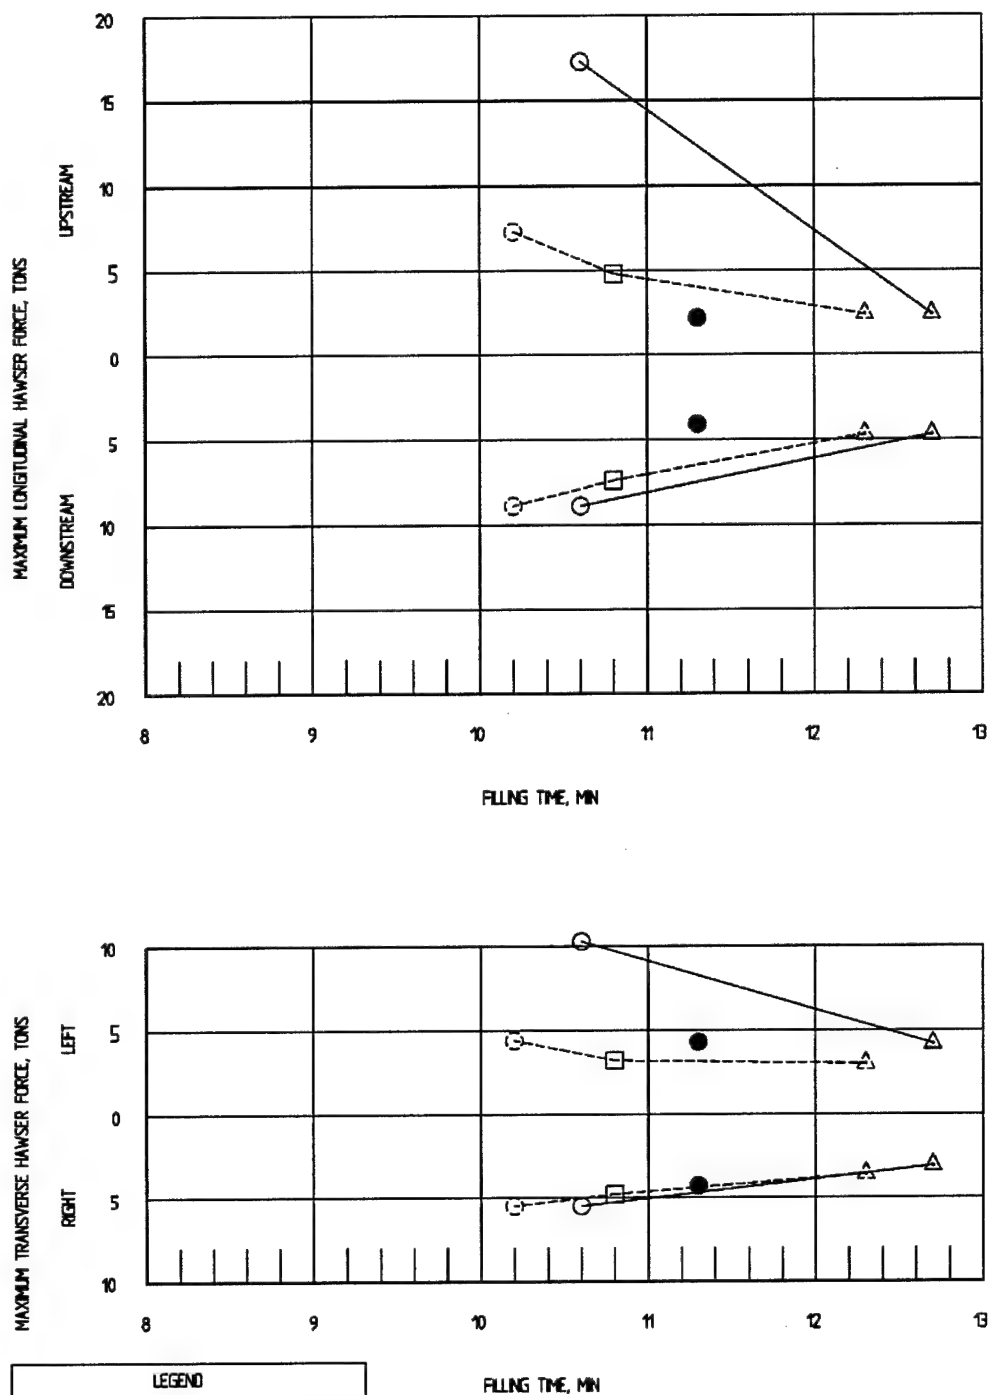 20
15
10
5
0
5
10
15
20
UPSTREAM
DOWNSTREAM
MAXIMUM LONGITUDINAL HAWSER FORCE, TONS
8 9 10 11 12 13
FILLING TIME, MIN
10
5
0
5
10
LEFT
RIGHT
MAXIMUM TRANSVERSE HAWSER FORCE, TONS
8 9 10 11 12 13
FILLING TIME, MIN
LEGEND